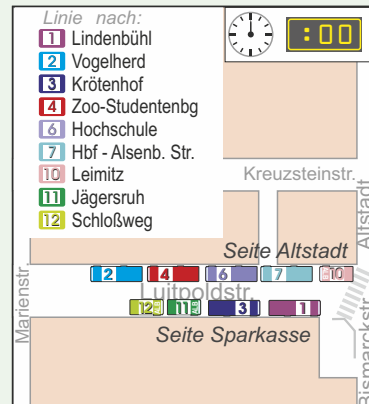 Linie nach:
1 Lindenbühl
2 Vogelherd
3 Krötenhof
4 Zoo-Studentenbg
6 Hochschule
7 Hbf - Alsenb. Str.
10 Leimitz
11 Jägersruh
12 Schloßweg
:00
Kreuzsteinstr.
Altstadt
Seite Altstadt
2 4 6 7 10
Marienstr.
Luitpoldstr.
12 11 3 1
Seite Sparkasse
Bismarckstr.